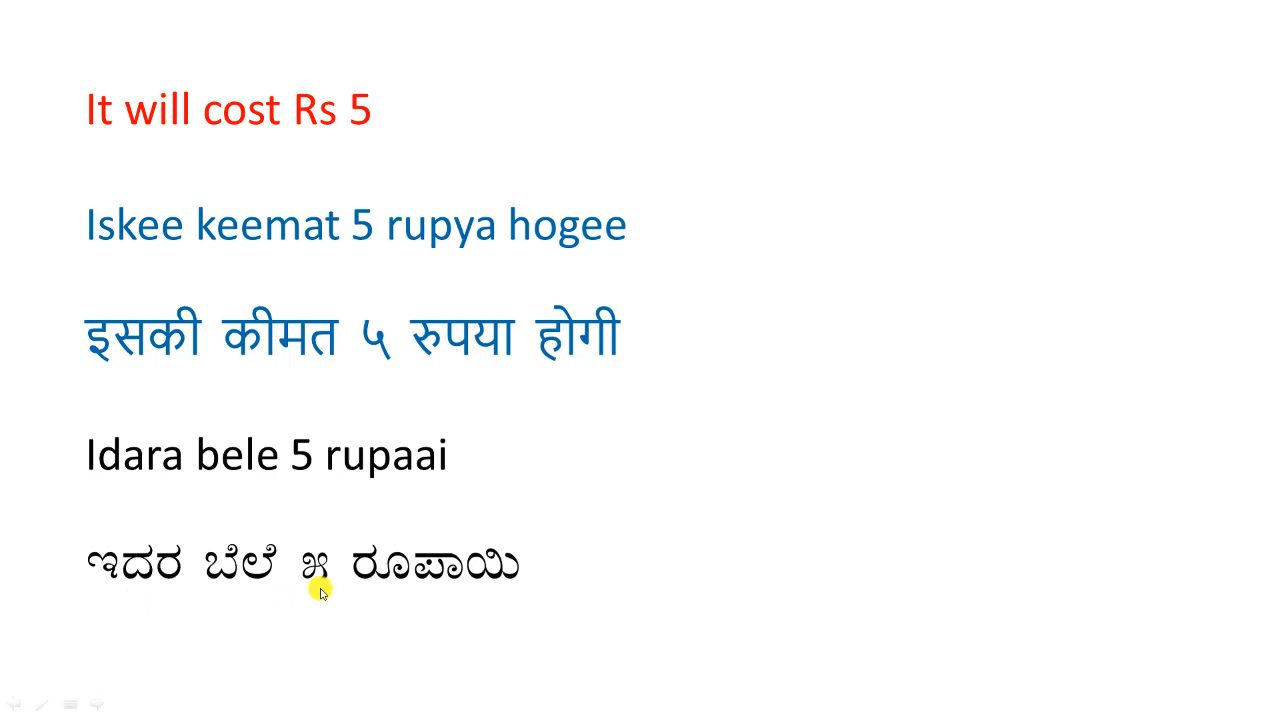 It will cost Rs 5
Iskee keemat 5 rupya hogee
इसकी कीमत ५ रुपया होगी
Idara bele 5 rupaai
ಇದರ ಬೆಲೆ ೫ ರೂಪಾಯಿ